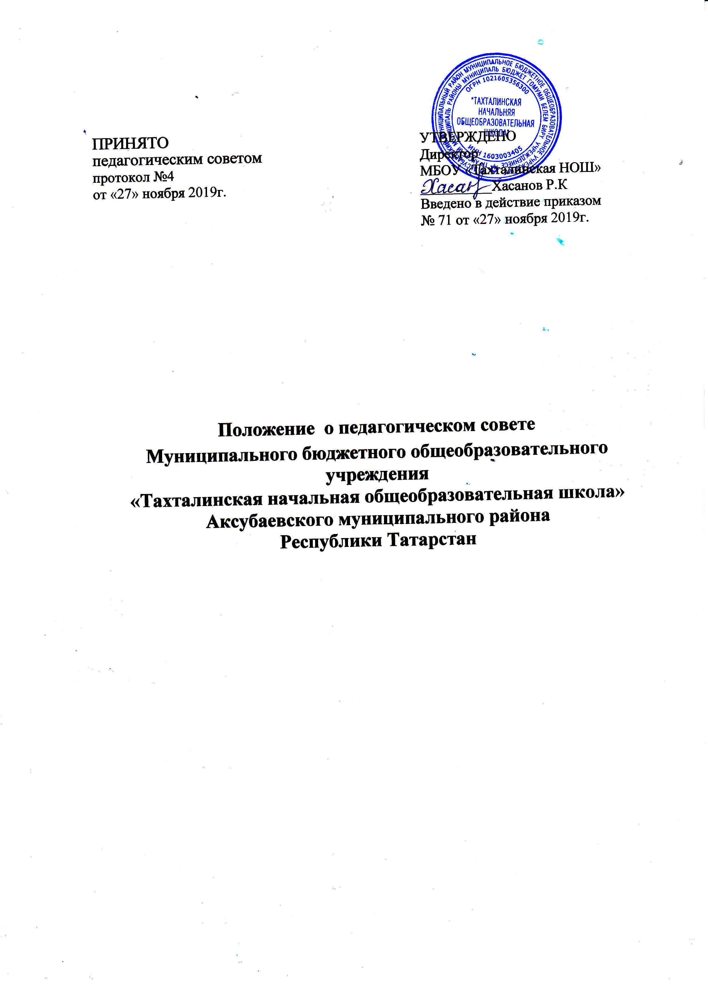 ПРИНЯТО
педагогическим советом
протокол №4
от «27» ноября 2019г.
МУНИЦИПАЛЬНЫЙ РАЙОН МУНИЦИПАЛЬНОЕ БЮДЖЕТНОЕ ОБЩЕОБРАЗОВАТЕЛЬНОЕ УЧРЕЖДЕНИЕ
МУНИЦИПАЛЬ РАЙОНЫ МУНИЦИПАЛЬ БЮДЖЕТ ГОМУМИ БЕЛЕМ БИРУ УЧРЕЖДЕНИЕСЕ
ОГРН 1021605356300
"ТАХТАЛИНСКАЯ
НАЧАЛЬНЯЯ
ОБЩЕОБРАЗОВАТЕЛЬНАЯ
ШКОЛА"
ИНН 1603003405
УТВЕРЖДЕНО
Директор
МБОУ «Тахталинская НОШ»
Хасан Хасанов Р.К
Введено в действие приказом
№ 71 от «27» ноября 2019г.
Положение о педагогическом совете
Муниципального бюджетного общеобразовательного
учреждения
«Тахталинская начальная общеобразовательная школа»
Аксубаевского муниципального района
Республики Татарстан